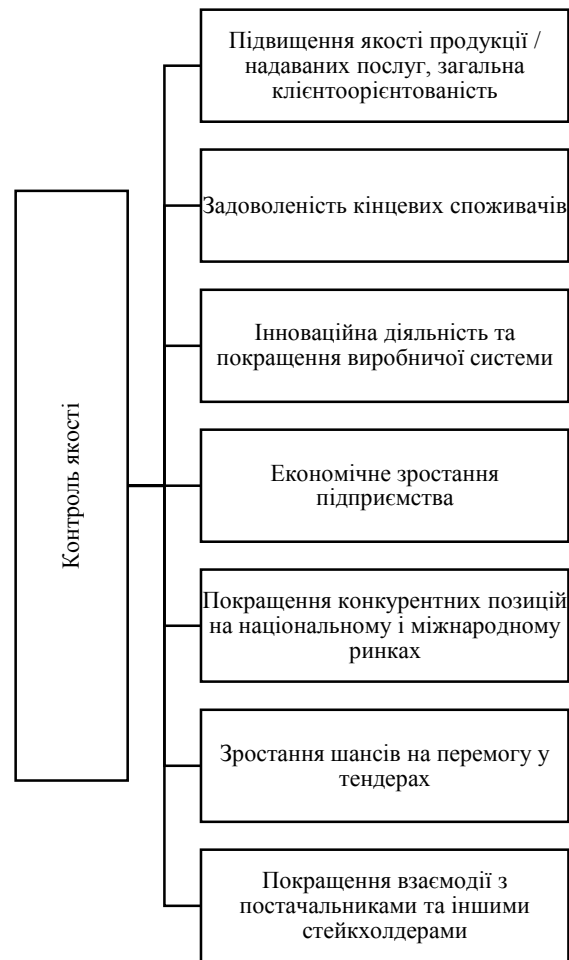 Контроль якості
Підвищення якості продукції /
надаваних послуг, загальна
клієнтоорієнтованість
Задоволеність кінцевих споживачів
Інноваційна діяльність та
покращення виробничої системи
Економічне зростання
підприємства
Покращення конкурентних позицій
на національному і міжнародному
ринках
Зростання шансів на перемогу у
тендерах
Покращення взаємодії з
постачальниками та іншими
стейкхолдерами